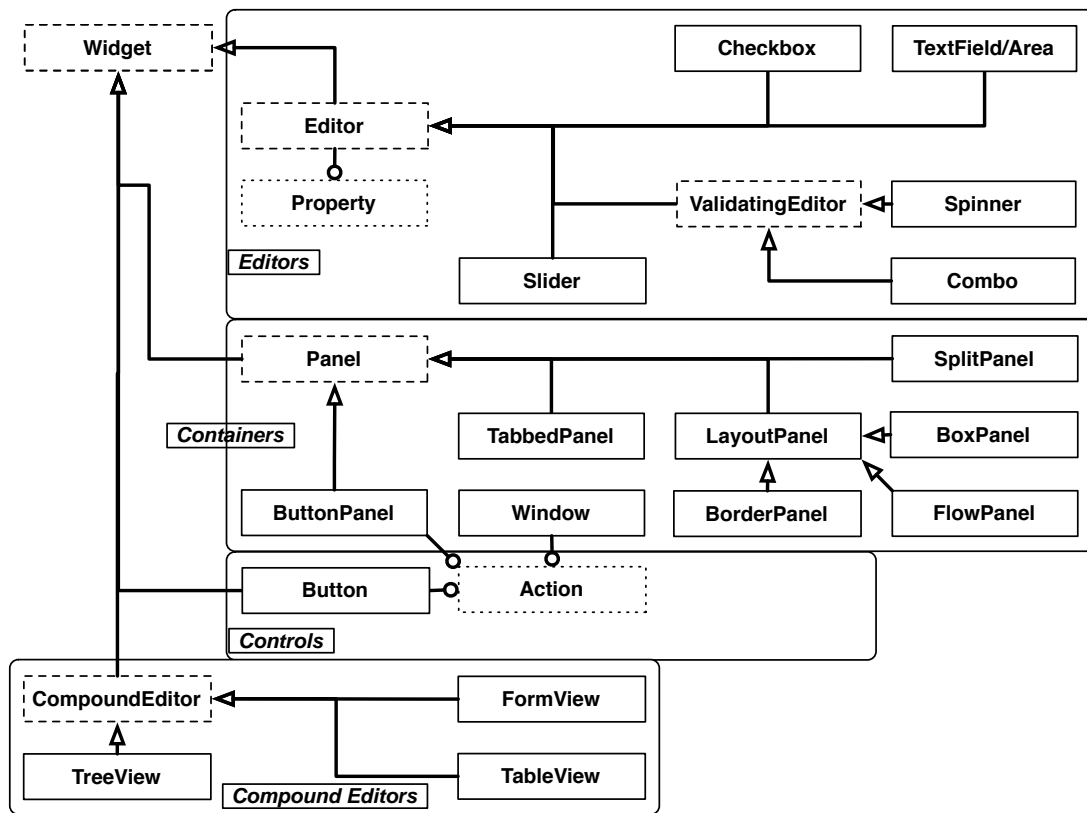 Widget
Checkbox
TextField/Area
Editor
Property
ValidatingEditor
Spinner
Editors
Slider
Combo
Panel
SplitPanel
Containers
TabbedPanel
LayoutPanel
BoxPanel
ButtonPanel
Window
BorderPanel
FlowPanel
Button
Action
Controls
CompoundEditor
FormView
TreeView
TableView
Compound Editors